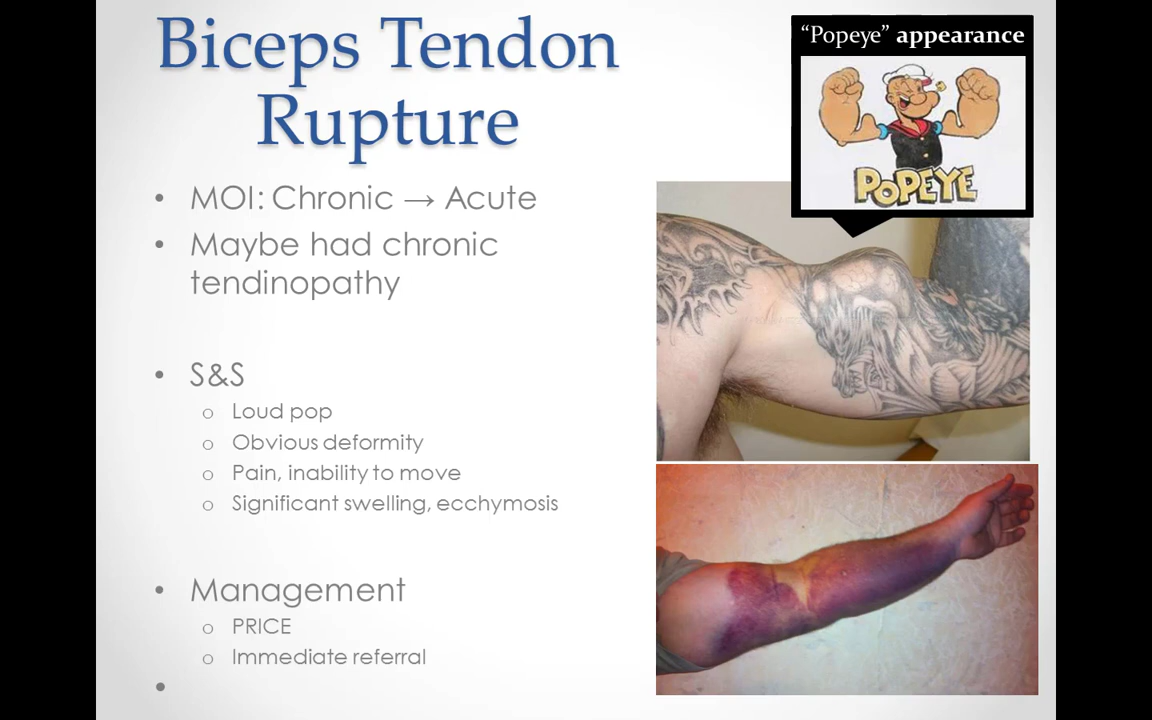 Biceps Tendon
Rupture
“Popeye” appearance
POPEYE
• MOI: Chronic → Acute
• Maybe had chronic
tendinopathy
• S&S
o Loud pop
o Obvious deformity
o Pain, inability to move
o Significant swelling, ecchymosis
• Management
o PRICE
o Immediate referral
•